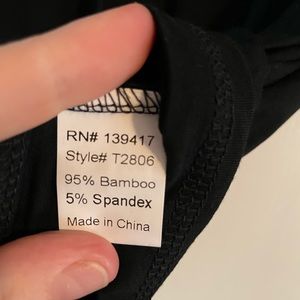 RN# 139417
Style# T2806
95% Bamboo
5% Spandex
Made in China